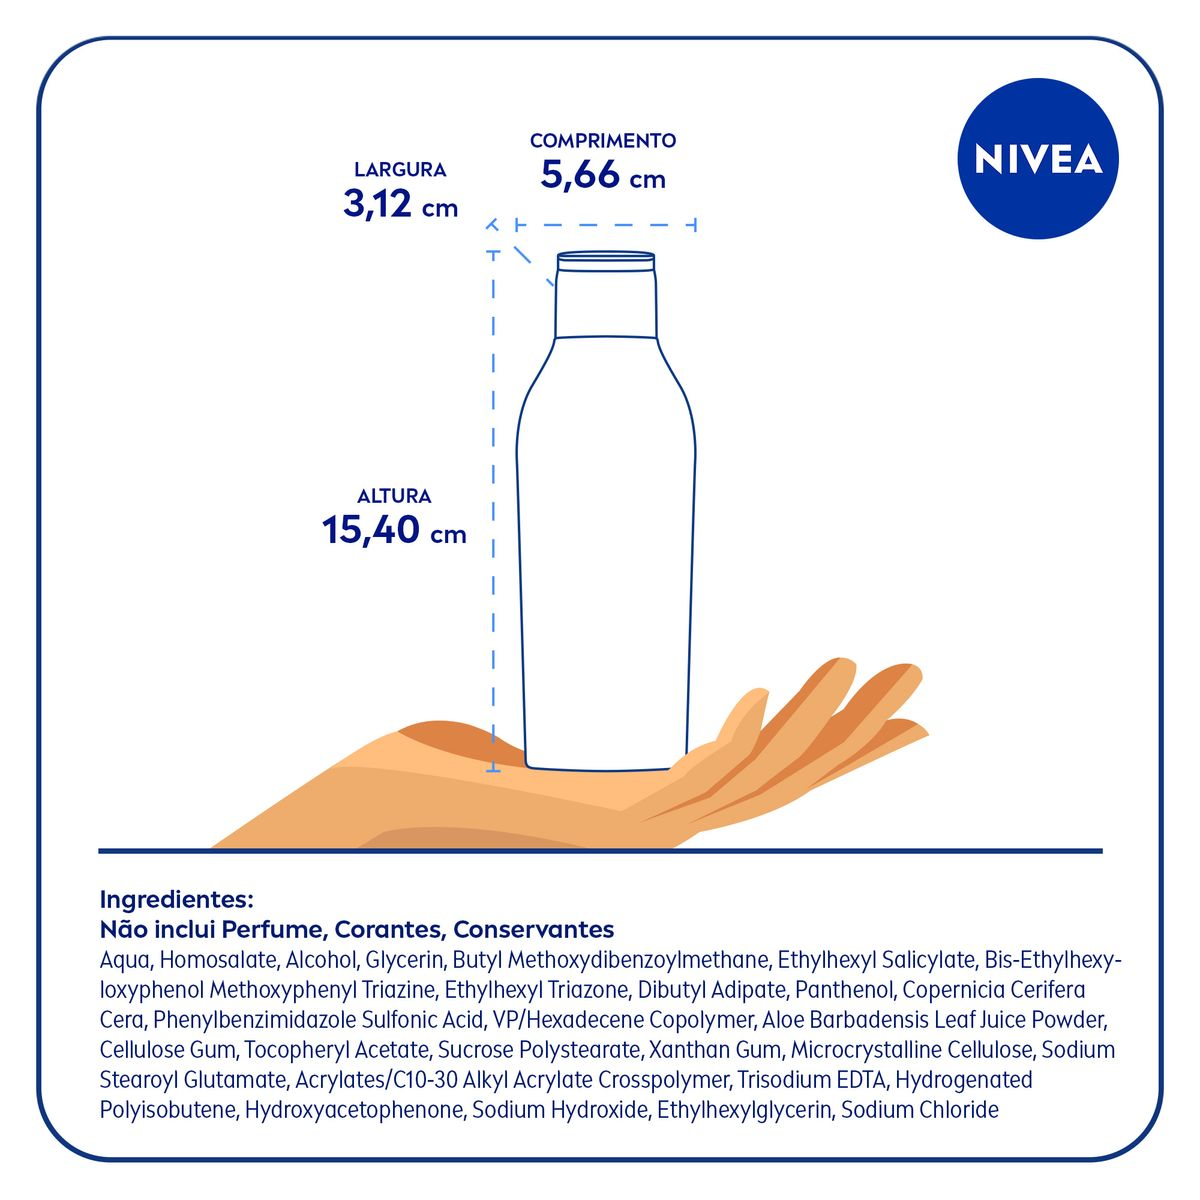 COMPRIMENTO
5,66 cm
LARGURA
3,12 cm
NIVEA
ALTURA
15,40 cm
Ingredientes:
Não inclui Perfume, Corantes, Conservantes
Aqua, Homosalate, Alcohol, Glycerin, Butyl Methoxydibenzoylmethane, Ethylhexyl Salicylate, Bis-Ethylhexy-
loxyphenol Methoxyphenyl Triazine, Ethylhexyl Triazone, Dibutyl Adipate, Panthenol, Copernicia Cerifera
Cera, Phenylbenzimidazole Sulfonic Acid, VP/Hexadecene Copolymer, Aloe Barbadensis Leaf Juice Powder,
Cellulose Gum, Tocopheryl Acetate, Sucrose Polystearate, Xanthan Gum, Microcrystalline Cellulose, Sodium
Stearoyl Glutamate, Acrylates/C10-30 Alkyl Acrylate Crosspolymer, Trisodium EDTA, Hydrogenated
Polyisobutene, Hydroxyacetophenone, Sodium Hydroxide, Ethylhexylglycerin, Sodium Chloride